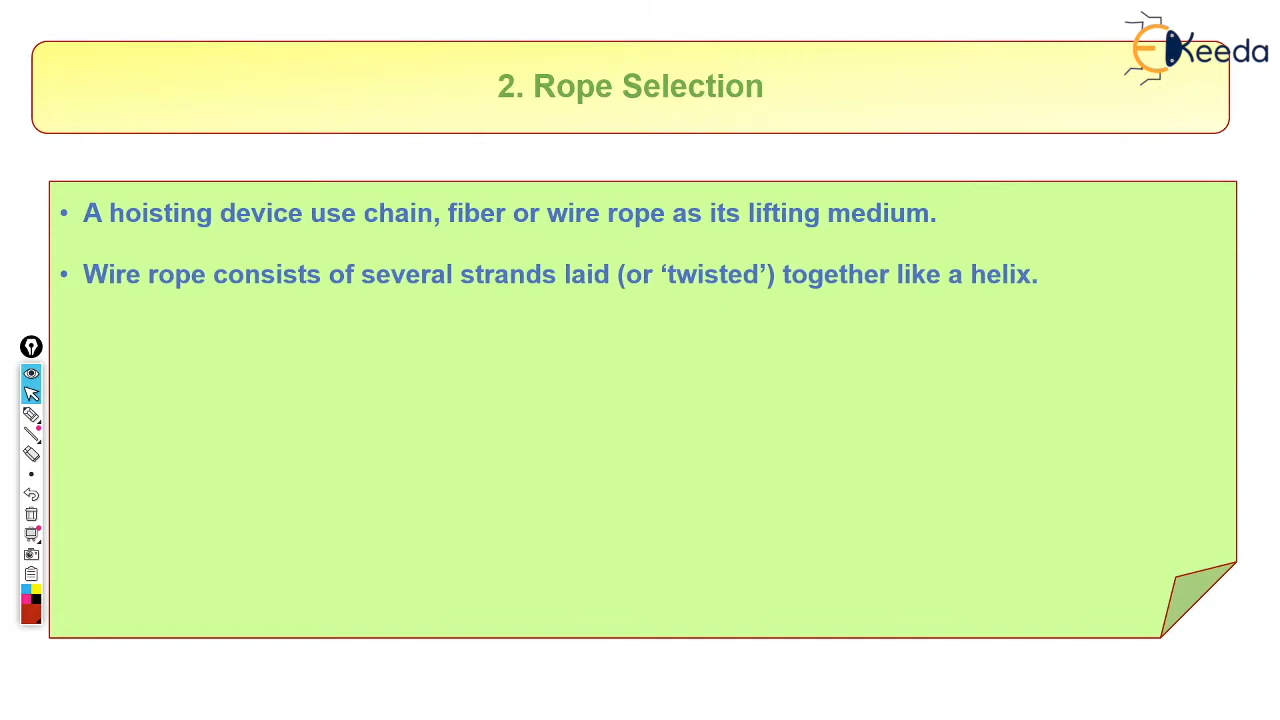 Keeda
2. Rope Selection
• A hoisting device use chain, fiber or wire rope as its lifting medium.
• Wire rope consists of several strands laid (or ‘twisted’) together like a helix.